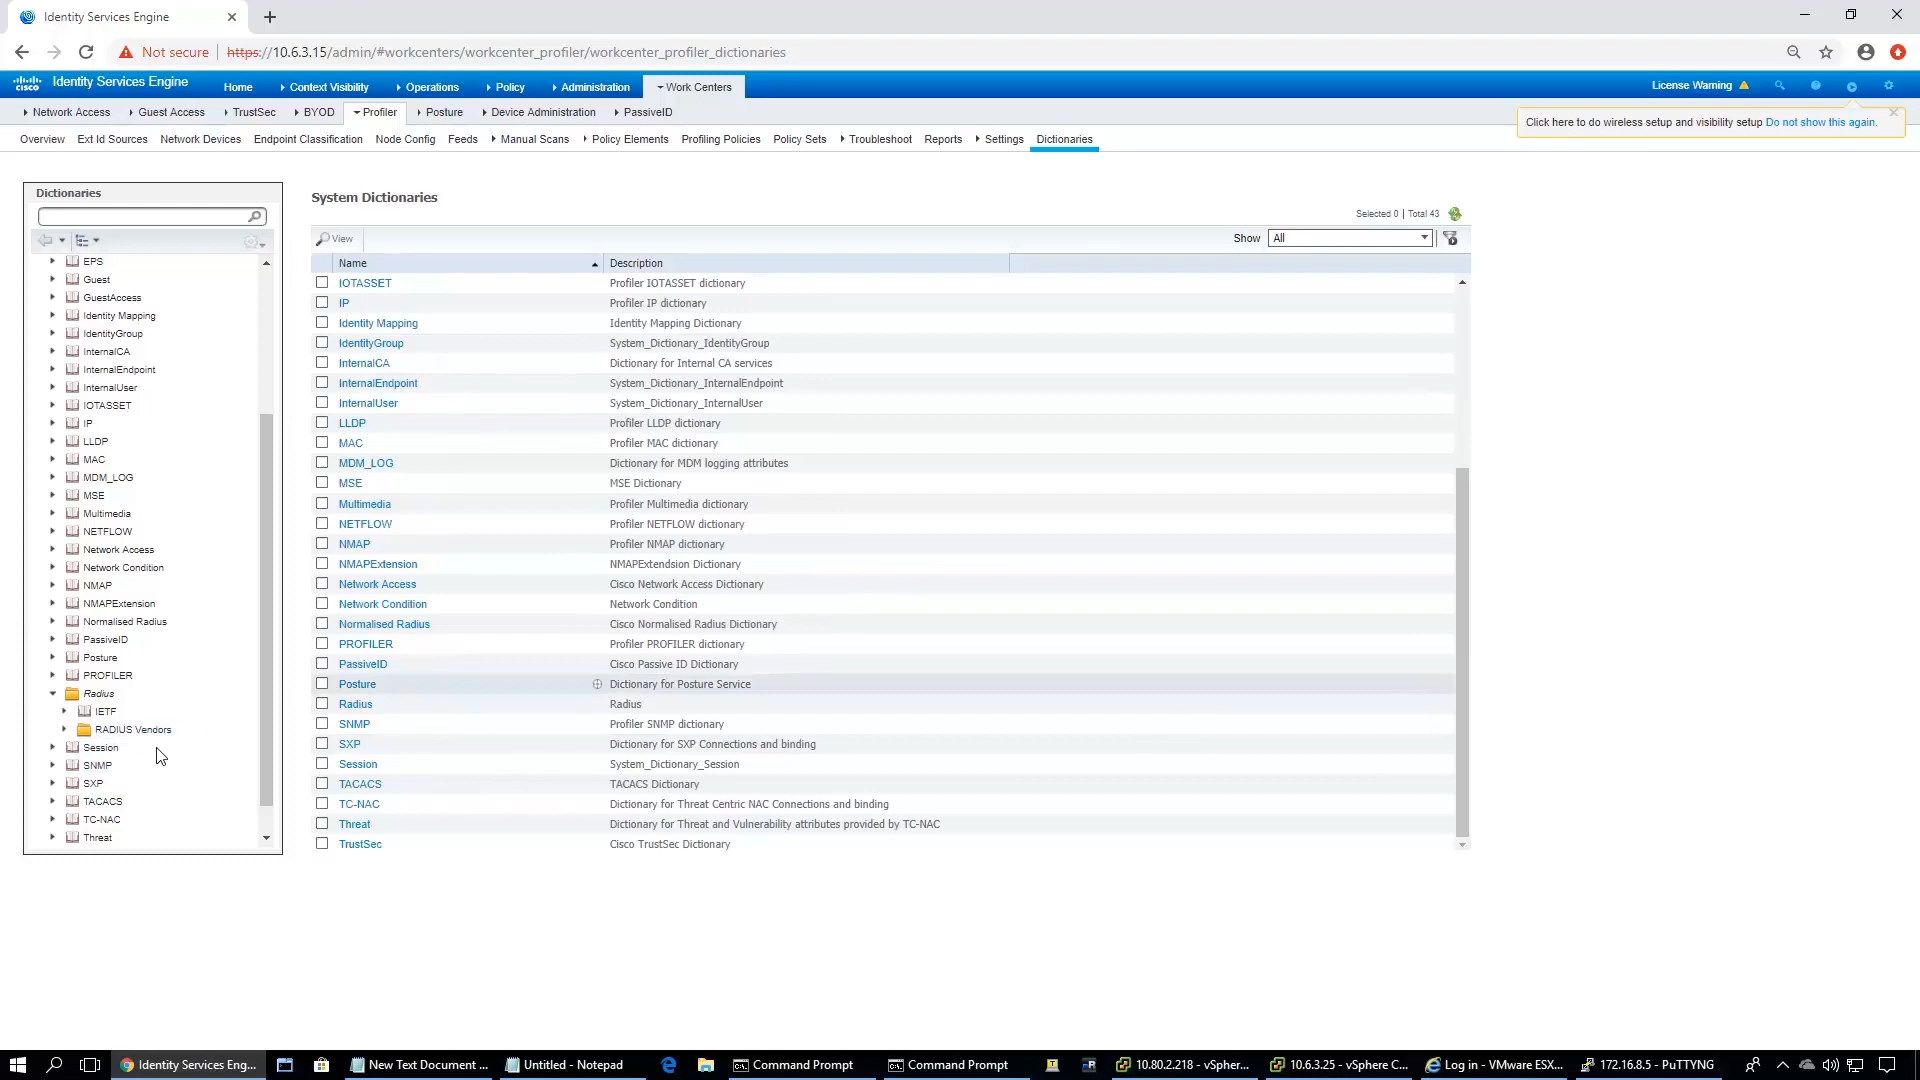 Identity Services Engine
Not secure https://10.6.3.15/admin/#workcenters/workcenter_profiler/workcenter_profiler_dictionaries
cisco Identity Services Engine Home Context Visibility Operations Policy Administration Work Centers License Warning
Network Access Guest Access TrustSec BYOD Profiler Posture Device Administration PassiveID
Click here to do wireless setup and visibility setup Do not show this again.
Overview Ext Id Sources Network Devices Endpoint Classification Node Config Feeds Manual Scans Policy Elements Profiling Policies Policy Sets Troubleshoot Reports Settings Dictionaries
Dictionaries
EPS
Guest
GuestAccess
Identity Mapping
IdentityGroup
InternalCA
InternalEndpoint
InternalUser
IOTASSET
IP
LLDP
MAC
MDM_LOG
MSE
Multimedia
NETFLOW
Network Access
Network Condition
NMAP
NMAPExtension
Normalised Radius
PassiveID
Posture
PROFILER
Radius
IETF
RADIUS Vendors
Session
SNMP
SXP
TACACS
TC-NAC
Threat
System Dictionaries
Selected 0 | Total 43
View Show All
Name Description
IOTASSET Profiler IOTASSET dictionary
IP Profiler IP dictionary
Identity Mapping Identity Mapping Dictionary
IdentityGroup System_Dictionary_IdentityGroup
InternalCA Dictionary for Internal CA services
InternalEndpoint System_Dictionary_InternalEndpoint
InternalUser System_Dictionary_InternalUser
LLDP Profiler LLDP dictionary
MAC Profiler MAC dictionary
MDM_LOG Dictionary for MDM logging attributes
MSE MSE Dictionary
Multimedia Profiler Multimedia dictionary
NETFLOW Profiler NETFLOW dictionary
NMAP Profiler NMAP dictionary
NMAPExtension NMAPExtendsion Dictionary
Network Access Cisco Network Access Dictionary
Network Condition Network Condition
Normalised Radius Cisco Normalised Radius Dictionary
PROFILER Profiler PROFILER dictionary
PassiveID Cisco Passive ID Dictionary
Posture Dictionary for Posture Service
Radius Radius
SNMP Profiler SNMP dictionary
SXP Dictionary for SXP Connections and binding
Session System_Dictionary_Session
TACACS TACACS Dictionary
TC-NAC Dictionary for Threat Centric NAC Connections and binding
Threat Dictionary for Threat and Vulnerability attributes provided by TC-NAC
TrustSec Cisco TrustSec Dictionary
Identity Services Eng... New Text Document ... Untitled - Notepad Command Prompt Command Prompt 10.80.2.218 - vSpher... 10.6.3.25 - vSphere C... Log in - VMware ESX... 172.16.8.5 - PuTTYNG